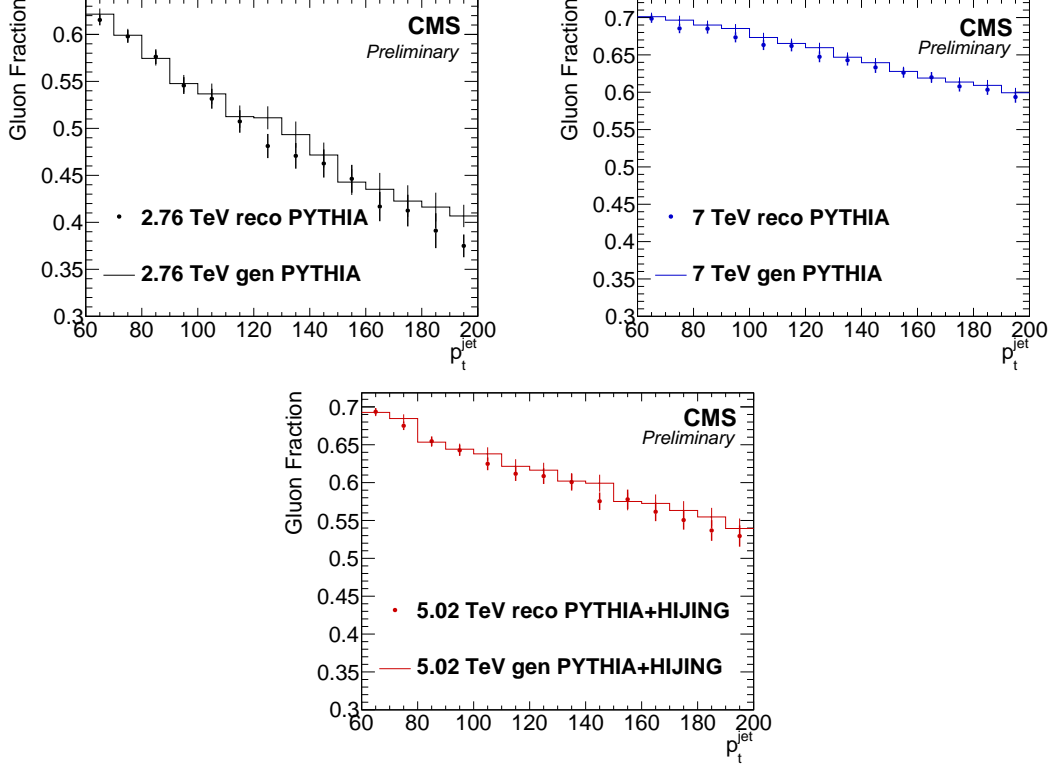 CMS
Preliminary
Gluon Fraction
0.6
0.55
0.5
0.45
0.4
0.35
0.3
2.76 TeV reco PYTHIA
2.76 TeV gen PYTHIA
60 80 100 120 140 160 180 200
p_t^jet
CMS
Preliminary
Gluon Fraction
0.7
0.65
0.6
0.55
0.5
0.45
0.4
0.35
0.3
7 TeV reco PYTHIA
7 TeV gen PYTHIA
60 80 100 120 140 160 180 200
p_t^jet
CMS
Preliminary
Gluon Fraction
0.7
0.65
0.6
0.55
0.5
0.45
0.4
0.35
0.3
5.02 TeV reco PYTHIA+HIJING
5.02 TeV gen PYTHIA+HIJING
60 80 100 120 140 160 180 200
p_t^jet